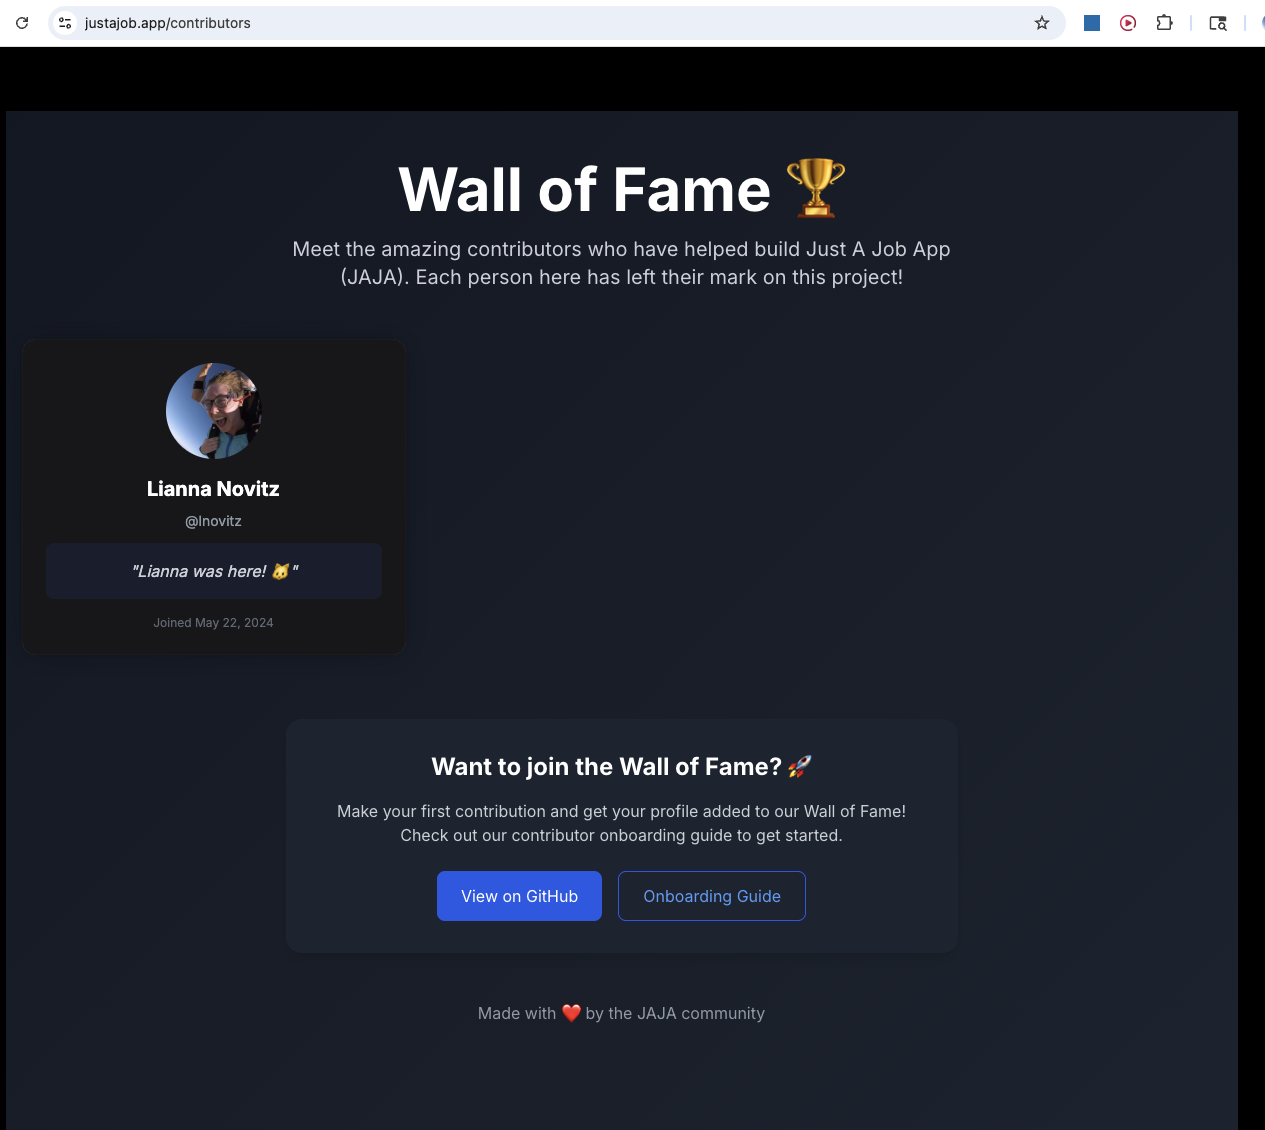 justajob.app/contributors
Wall of Fame 🏆
Meet the amazing contributors who have helped build Just A Job App
(JAJA). Each person here has left their mark on this project!
Lianna Novitz
@lnovitz
"Lianna was here! 🐱"
Joined May 22, 2024
Want to join the Wall of Fame? 🚀
Make your first contribution and get your profile added to our Wall of Fame!
Check out our contributor onboarding guide to get started.
View on GitHub
Onboarding Guide
Made with ❤️ by the JAJA community